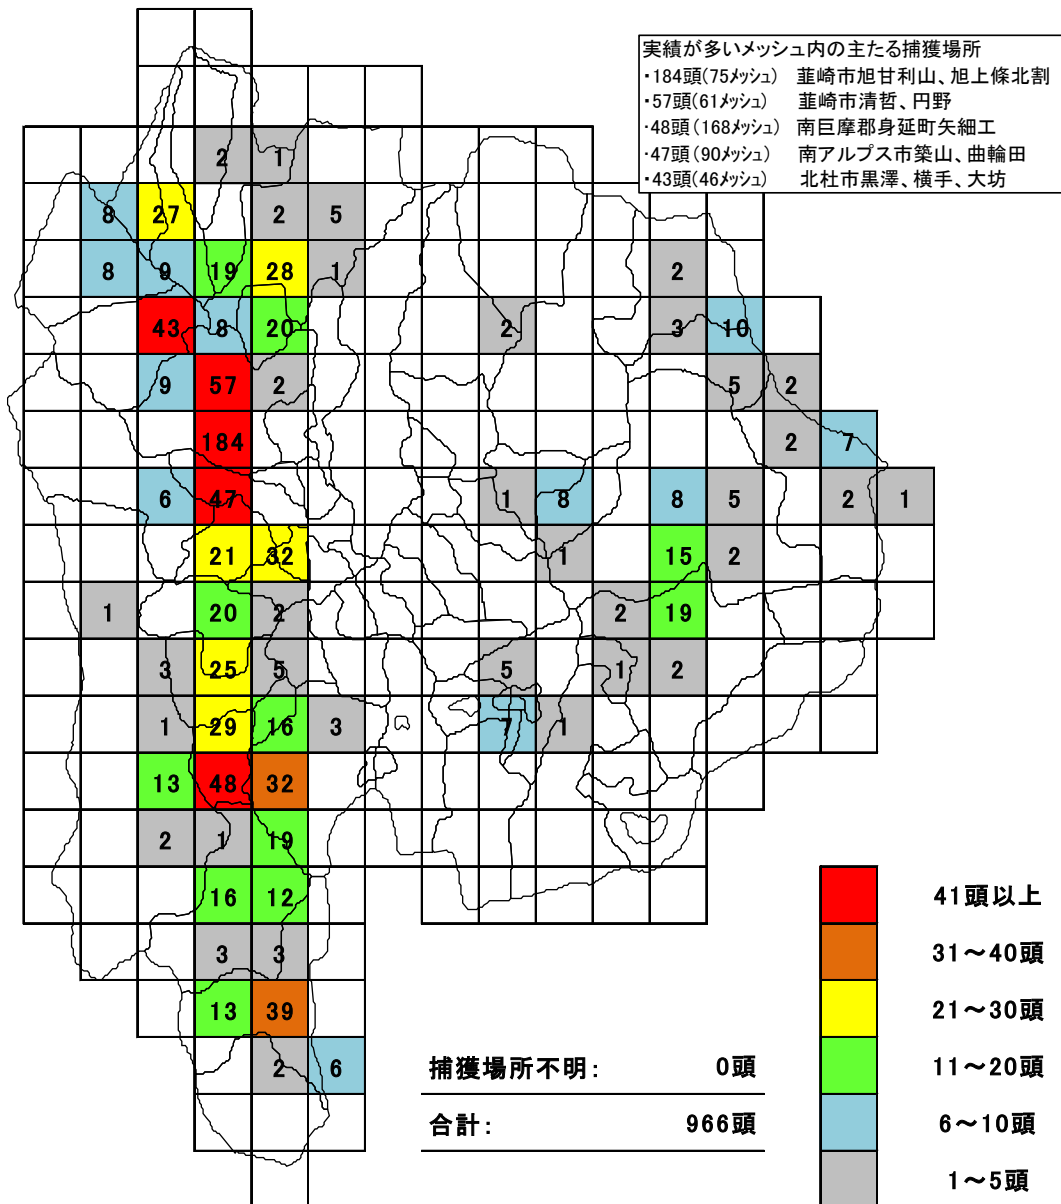 実績が多いメッシュ内の主たる捕獲場所
・184頭(75メッシュ) 韮崎市旭甘利山、旭上條北割
・57頭(61メッシュ) 韮崎市清哲、円野
・48頭(168メッシュ) 南巨摩郡身延町矢細工
・47頭(90メッシュ) 南アルプス市築山、曲輪田
・43頭(46メッシュ) 北杜市黒澤、横手、大坊
2 1
8 27 2 5
8 9 19 28 1 2
43 8 20 2 3 10
9 57 2 5 2
184 2 7
6 47 1 8 8 5 2 1
21 32 1 15 2
1 20 2 2 19
3 25 5 5 1 2
1 29 16 3 7 1
13 48 32
2 1 19
16 12
3 3
13 39
2 6
捕獲場所不明: 0頭
合計: 966頭
41頭以上
31～40頭
21～30頭
11～20頭
6～10頭
1～5頭